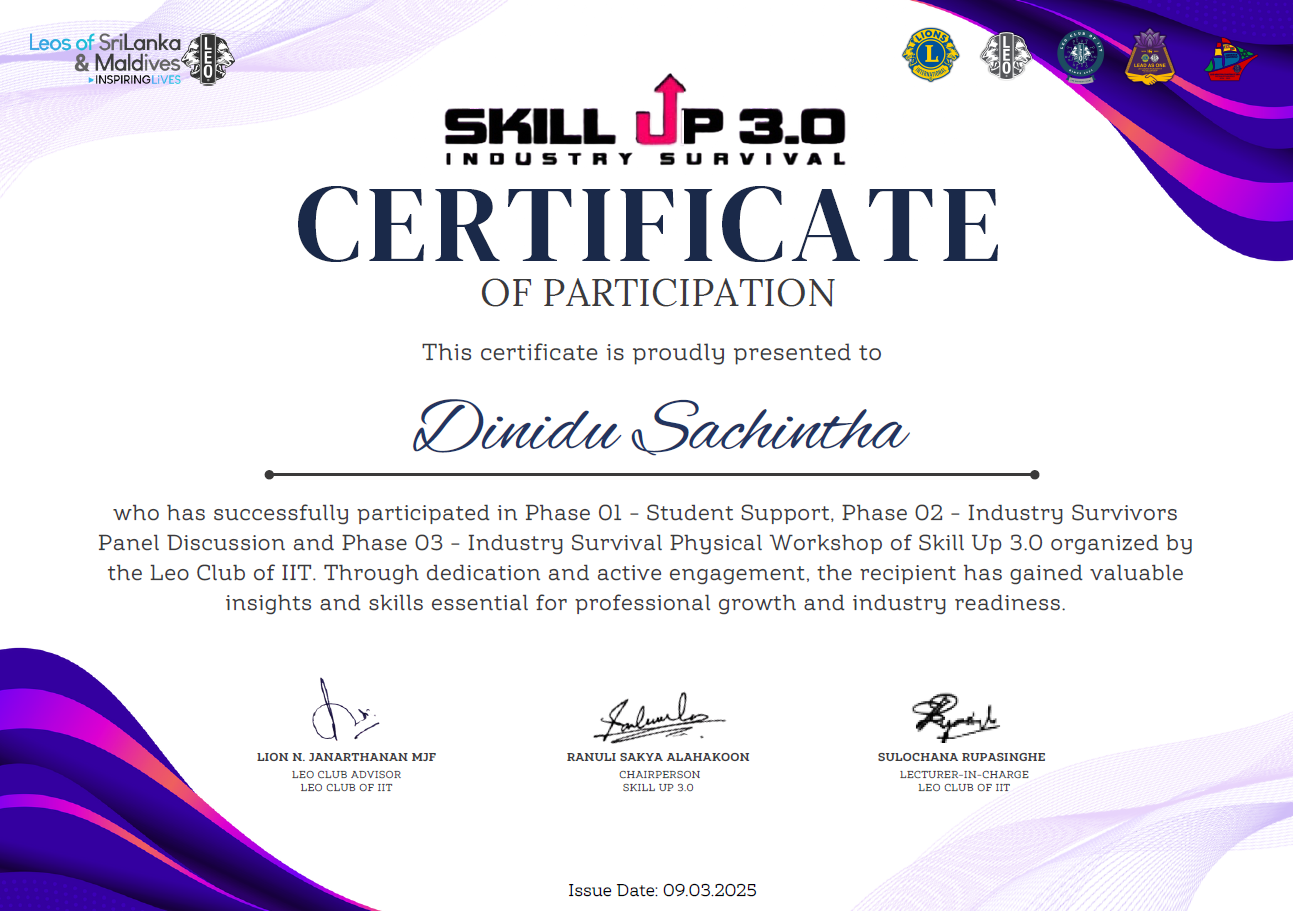 Leos of SriLanka
& Maldives
INSPIRING LIVES
LEO
LIONS
L
INTERNATIONAL
LEO
LEO CLUB OF IIT
LEAD AS ONE
SKILL UP 3.0
INDUSTRY SURVIVAL
CERTIFICATE
OF PARTICIPATION
This certificate is proudly presented to
Dinidu Sachintha
who has successfully participated in Phase 01 - Student Support, Phase 02 - Industry Survivors
Panel Discussion and Phase 03 - Industry Survival Physical Workshop of Skill Up 3.0 organized by
the Leo Club of IIT. Through dedication and active engagement, the recipient has gained valuable
insights and skills essential for professional growth and industry readiness.
LION N. JANARTHANAN MJF
LEO CLUB ADVISOR
LEO CLUB OF IIT
RANULI SAKYA ALAHAKOON
CHAIRPERSON
SKILL UP 3.0
SULOCHANA RUPASINGHE
LECTURER-IN-CHARGE
LEO CLUB OF IIT
Issue Date: 09.03.2025